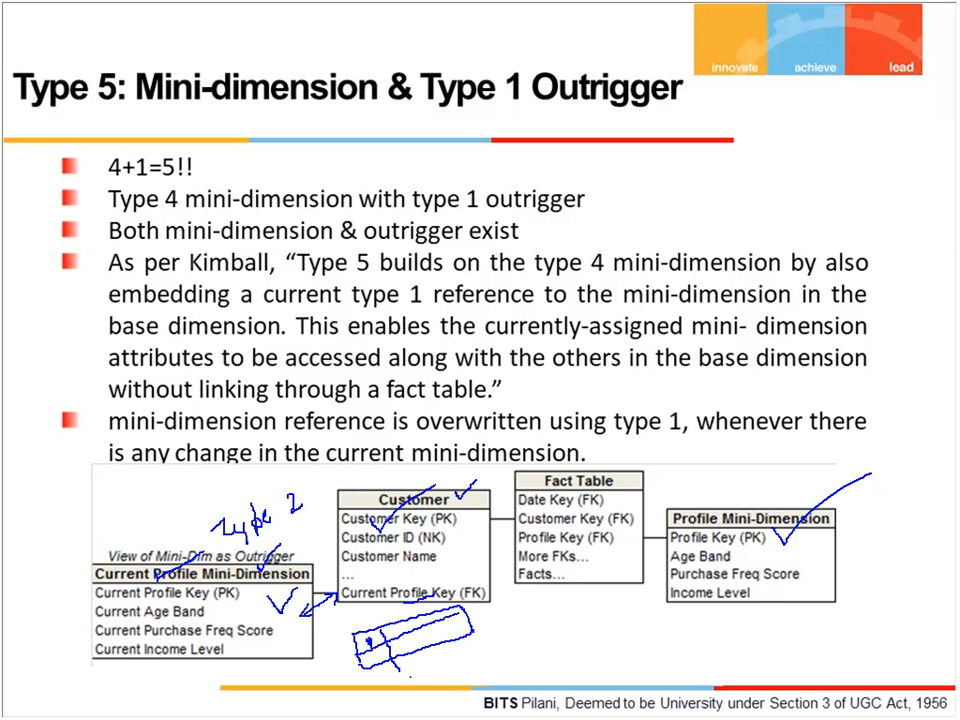 innovate achieve lead
Type 5: Mini-dimension & Type 1 Outrigger
4+1=5!!
Type 4 mini-dimension with type 1 outrigger
Both mini-dimension & outrigger exist
As per Kimball, “Type 5 builds on the type 4 mini-dimension by also
embedding a current type 1 reference to the mini-dimension in the
base dimension. This enables the currently-assigned mini- dimension
attributes to be accessed along with the others in the base dimension
without linking through a fact table.”
mini-dimension reference is overwritten using type 1, whenever there
is any change in the current mini-dimension.
Type 2
View of Mini-Dim as Outrigger
Current Profile Mini-Dimension
Current Profile Key (PK)
Current Age Band
Current Purchase Freq Score
Current Income Level
Customer
Customer Key (PK)
Customer ID (NK)
Customer Name
...
Current Profile Key (FK)
Fact Table
Date Key (FK)
Customer Key (FK)
Profile Key (FK)
More FKs...
Facts...
Profile Mini-Dimension
Profile Key (PK)
Age Band
Purchase Freq Score
Income Level
BITS Pilani, Deemed to be University under Section 3 of UGC Act, 1956